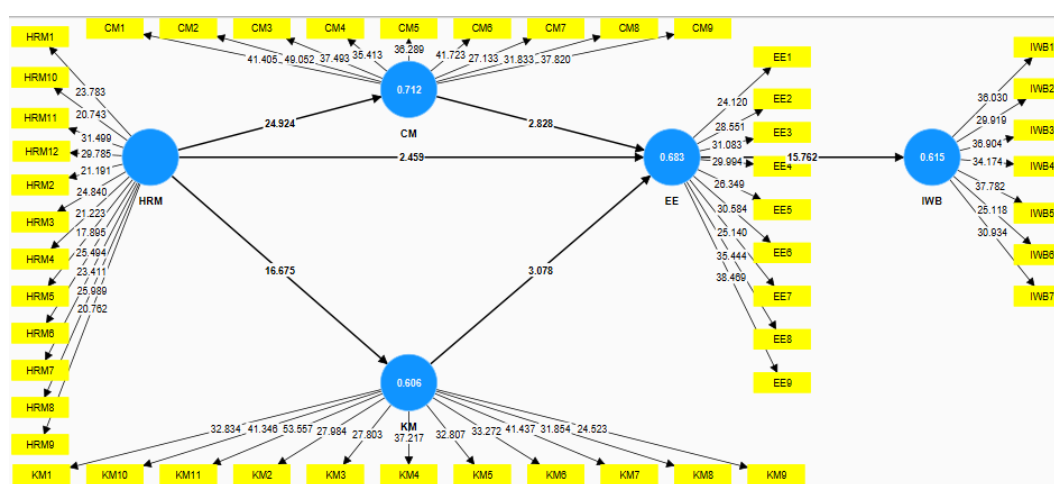 HRM1
HRM10
HRM11
HRM12
HRM2
HRM3
HRM4
HRM5
HRM6
HRM7
HRM8
HRM9
23.783
20.743
31.499
29.785
21.191
24.840
21.223
17.895
25.494
23.411
25.989
20.762
HRM
CM1 CM2 CM3 CM4 CM5 CM6 CM7 CM8 CM9
41.405 49.052 37.493 35.413 36.289 41.723 27.133 31.833 37.820
0.712
CM
24.924
2.828
2.459
16.675
3.078
0.683
EE
15.762
EE1
EE2
EE3
EE4
EE5
EE6
EE7
EE8
EE9
24.120
28.551
31.083
29.994
26.349
30.584
25.140
35.444
38.469
0.615
IWB
36.030
29.919
36.904
34.174
37.782
25.118
30.934
IWB1
IWB2
IWB3
IWB4
IWB5
IWB6
IWB7
0.606
KM
32.834 41.346 53.557 27.984 27.803 37.217 32.807 33.272 41.437 31.854 24.523
KM1 KM10 KM11 KM2 KM3 KM4 KM5 KM6 KM7 KM8 KM9